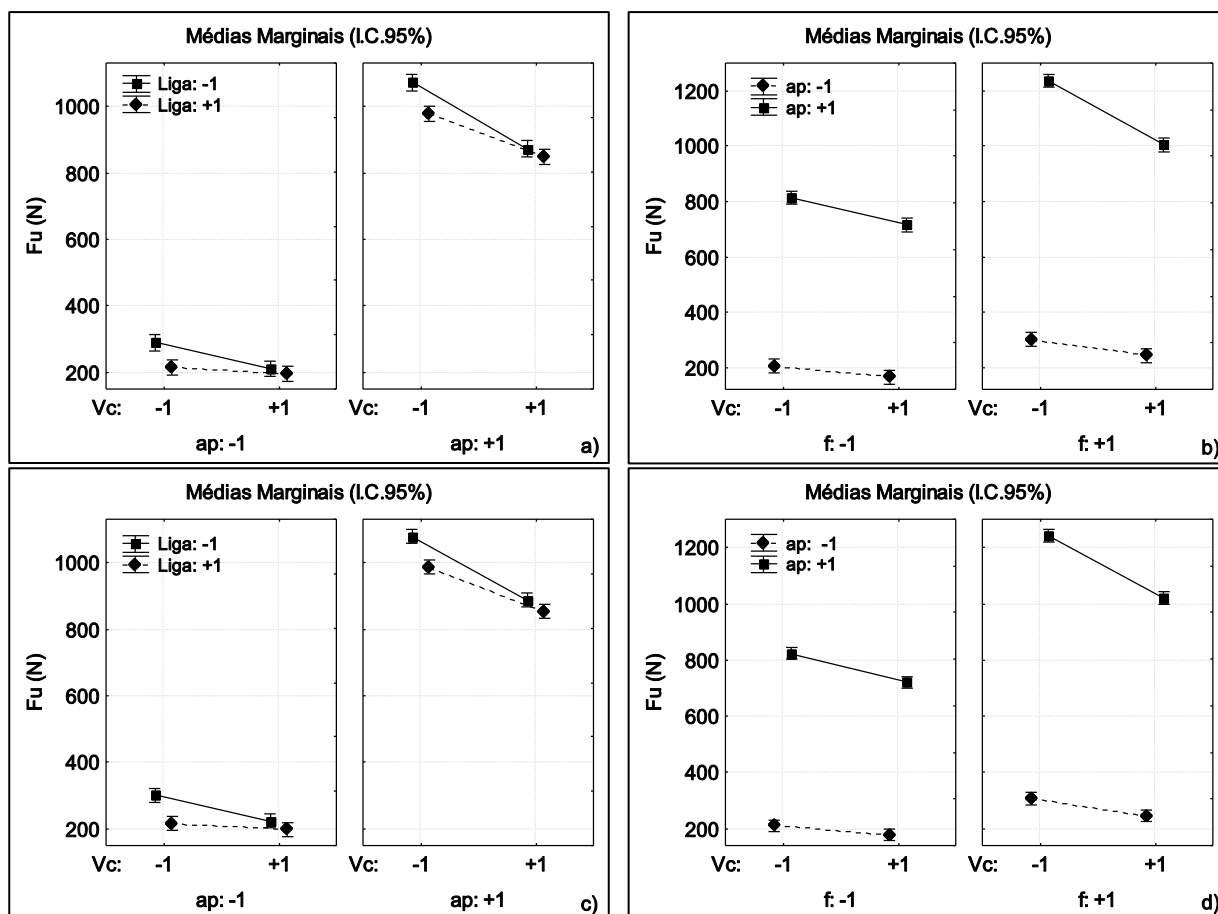 Médias Marginais (I.C.95%)
Liga: -1
Liga: +1
Fu (N)
1000
800
600
400
200
Vc: -1 +1 Vc: -1 +1
ap: -1 ap: +1 a)
Médias Marginais (I.C.95%)
ap: -1
ap: +1
Fu (N)
1200
1000
800
600
400
200
Vc: -1 +1 Vc: -1 +1
f: -1 f: +1 b)
Médias Marginais (I.C.95%)
Liga: -1
Liga: +1
Fu (N)
1000
800
600
400
200
Vc: -1 +1 Vc: -1 +1
ap: -1 ap: +1 c)
Médias Marginais (I.C.95%)
ap: -1
ap: +1
Fu (N)
1200
1000
800
600
400
200
Vc: -1 +1 Vc: -1 +1
f: -1 f: +1 d)